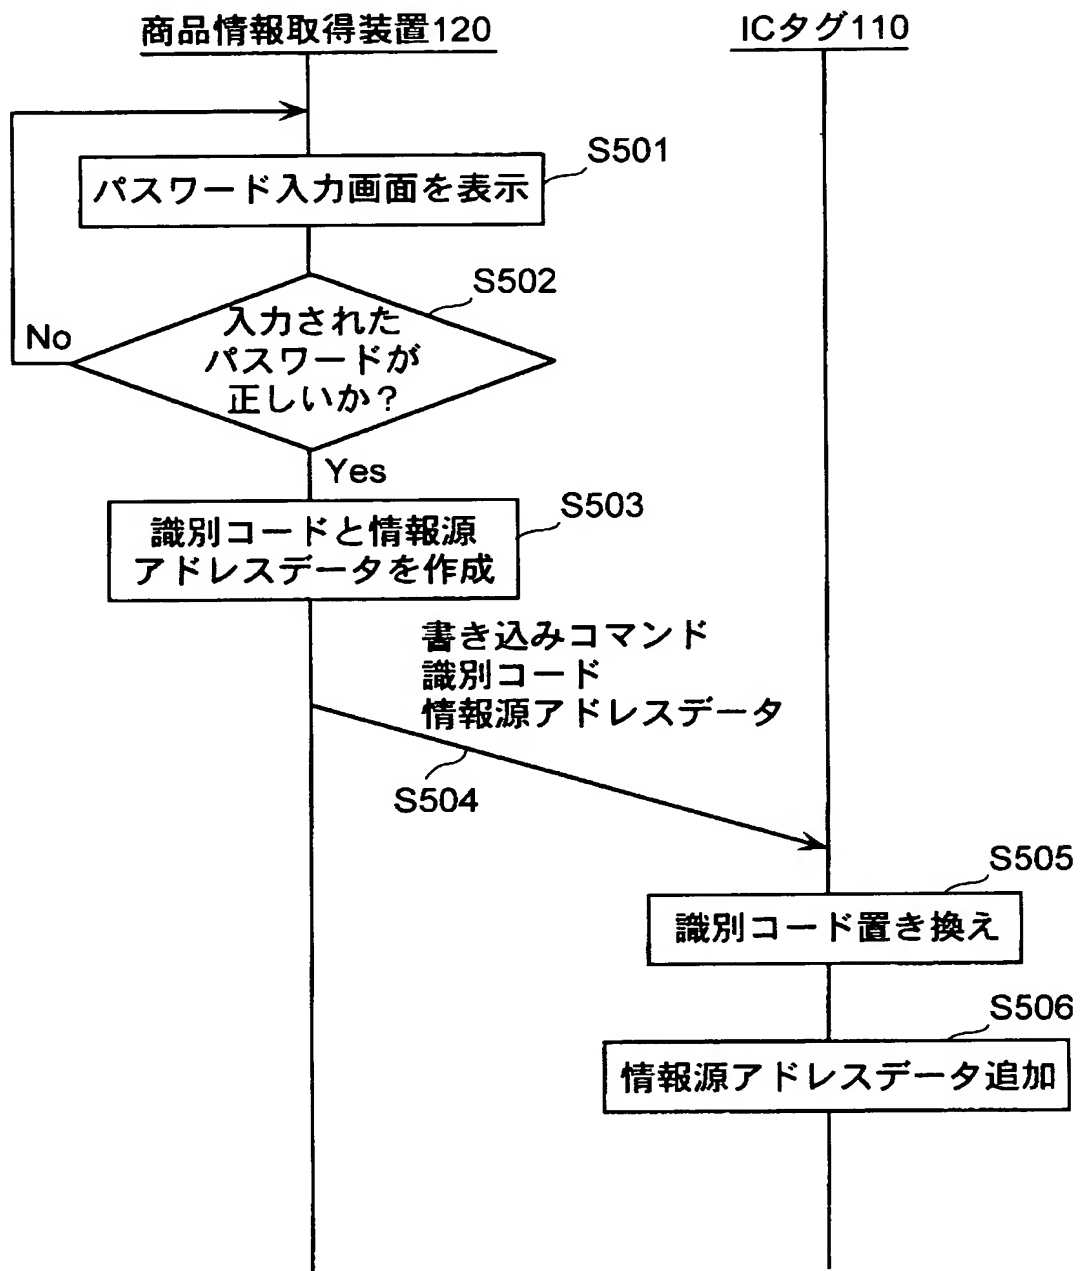 商品情報取得装置120
ICタグ110
S501
パスワード入力画面を表示
S502
入力された
パスワードが
正しいか？
No
Yes
S503
識別コードと情報源
アドレスデータを作成
書き込みコマンド
識別コード
情報源アドレスデータ
S504
S505
識別コード置き換え
S506
情報源アドレスデータ追加